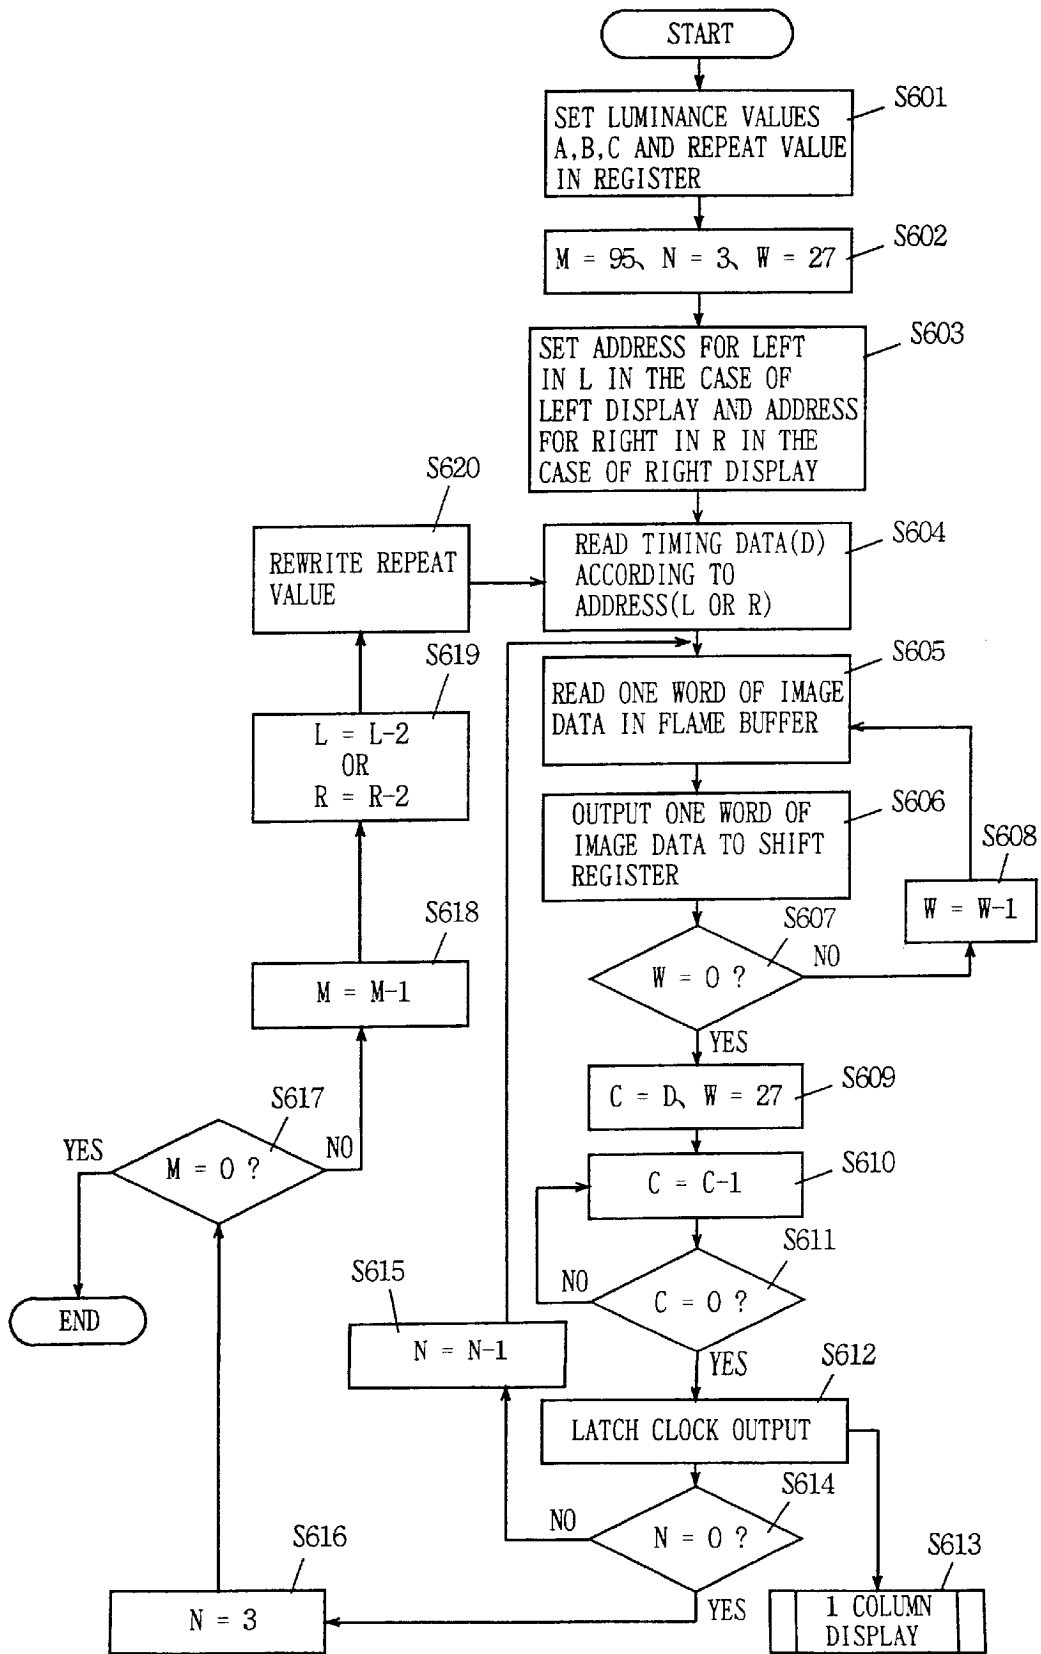 START
S601
SET LUMINANCE VALUES
A,B,C AND REPEAT VALUE
IN REGISTER
S602
M = 95、N = 3、W = 27
S603
SET ADDRESS FOR LEFT
IN L IN THE CASE OF
LEFT DISPLAY AND ADDRESS
FOR RIGHT IN R IN THE
CASE OF RIGHT DISPLAY
S620
REWRITE REPEAT
VALUE
S604
READ TIMING DATA(D)
ACCORDING TO
ADDRESS(L OR R)
S619
L = L-2
OR
R = R-2
S605
READ ONE WORD OF IMAGE
DATA IN FLAME BUFFER
S606
OUTPUT ONE WORD OF
IMAGE DATA TO SHIFT
REGISTER
S608
W = W-1
S618
M = M-1
S607
W = 0 ?
NO
YES
S609
C = D、W = 27
S617
YES
M = 0 ?
NO
S610
C = C-1
S611
NO
C = 0 ?
YES
END
S615
N = N-1
S612
LATCH CLOCK OUTPUT
S614
NO
N = 0 ?
YES
S616
N = 3
S613
1 COLUMN
DISPLAY